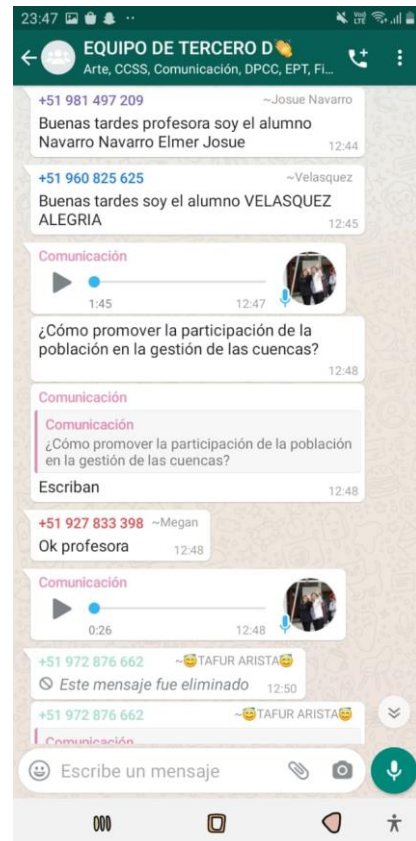 23:47
EQUIPO DE TERCERO D👏
Arte, CCSS, Comunicación, DPCC, EPT, Fi...
+51 981 497 209 ~Josue Navarro
Buenas tardes profesora soy el alumno
Navarro Navarro Elmer Josue 12:44
+51 960 825 625 ~Velasquez
Buenas tardes soy el alumno VELASQUEZ
ALEGRIA 12:45
Comunicación
1:45 12:47
¿Cómo promover la participación de la
población en la gestión de las cuencas?
12:48
Comunicación
Comunicación
¿Cómo promover la participación de la población
en la gestión de las cuencas?
Escriban 12:48
+51 927 833 398 ~Megan
Ok profesora 12:48
Comunicación
0:26 12:48
+51 972 876 662 ~😇TAFUR ARISTA😇
Este mensaje fue eliminado 12:50
+51 972 876 662 ~😇TAFUR ARISTA😇
Comunicación
Escribe un mensaje